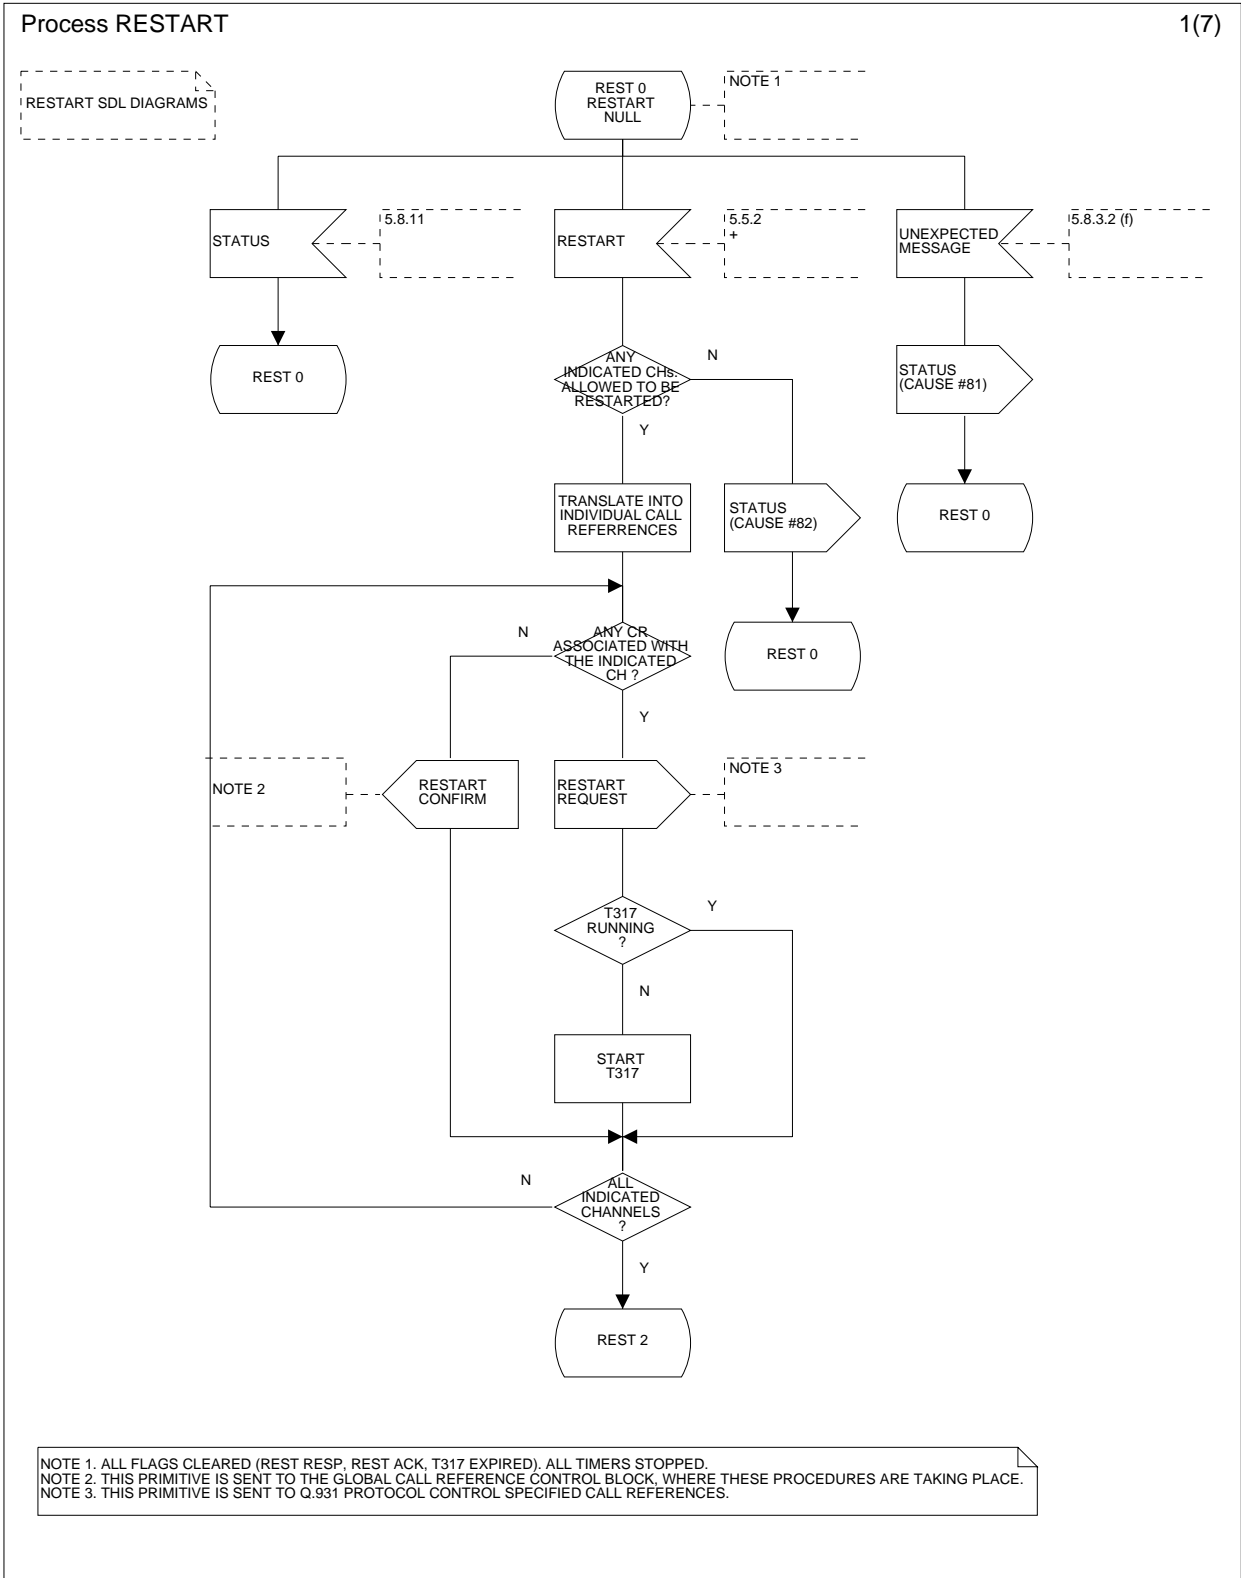 Process RESTART
1(7)
RESTART SDL DIAGRAMS
REST 0
RESTART
NULL
NOTE 1
STATUS
5.8.11
RESTART
5.5.2
+
UNEXPECTED
MESSAGE
5.8.3.2 (f)
REST 0
ANY
INDICATED CHs.
ALLOWED TO BE
RESTARTED?
N
Y
STATUS
(CAUSE #81)
TRANSLATE INTO
INDIVIDUAL CALL
REFERRENCES
STATUS
(CAUSE #82)
REST 0
N
ANY CR
ASSOCIATED WITH
THE INDICATED
CH ?
Y
REST 0
NOTE 2
RESTART
CONFIRM
RESTART
REQUEST
NOTE 3
T317
RUNNING
?
Y
N
START
T317
N
ALL
INDICATED
CHANNELS
?
Y
REST 2
NOTE 1. ALL FLAGS CLEARED (REST RESP, REST ACK, T317 EXPIRED). ALL TIMERS STOPPED.
NOTE 2. THIS PRIMITIVE IS SENT TO THE GLOBAL CALL REFERENCE CONTROL BLOCK, WHERE THESE PROCEDURES ARE TAKING PLACE.
NOTE 3. THIS PRIMITIVE IS SENT TO Q.931 PROTOCOL CONTROL SPECIFIED CALL REFERENCES.